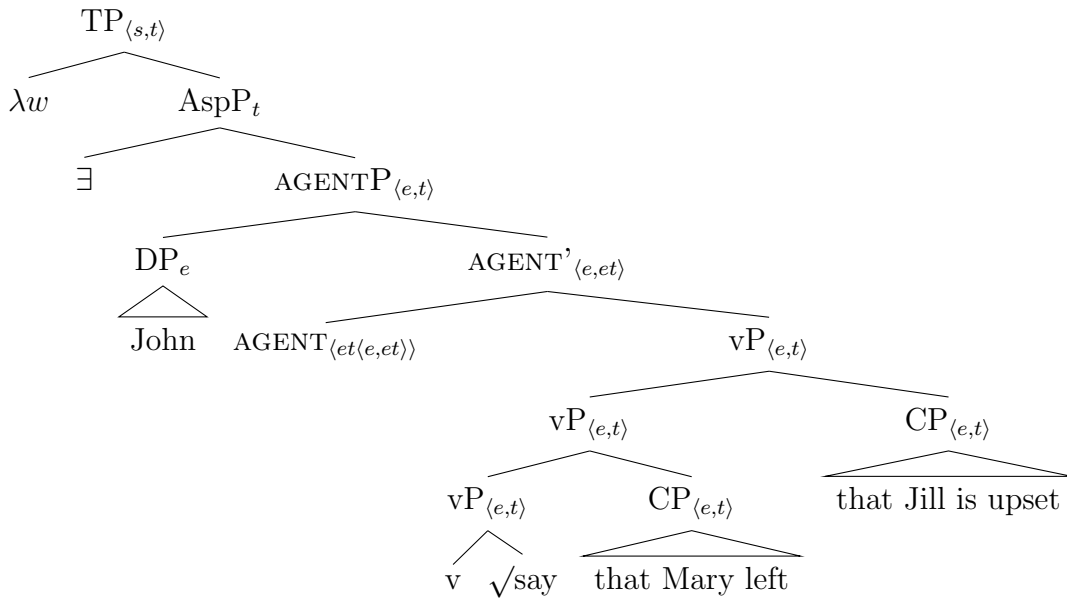 TP⟨s,t⟩
λw AspP_t
∃ AGENTP⟨e,t⟩
DP_e AGENT'⟨e,et⟩
John AGENT⟨et⟨e,et⟩⟩ vP⟨e,t⟩
vP⟨e,t⟩ CP⟨e,t⟩
vP⟨e,t⟩ CP⟨e,t⟩ that Jill is upset
v √say that Mary left